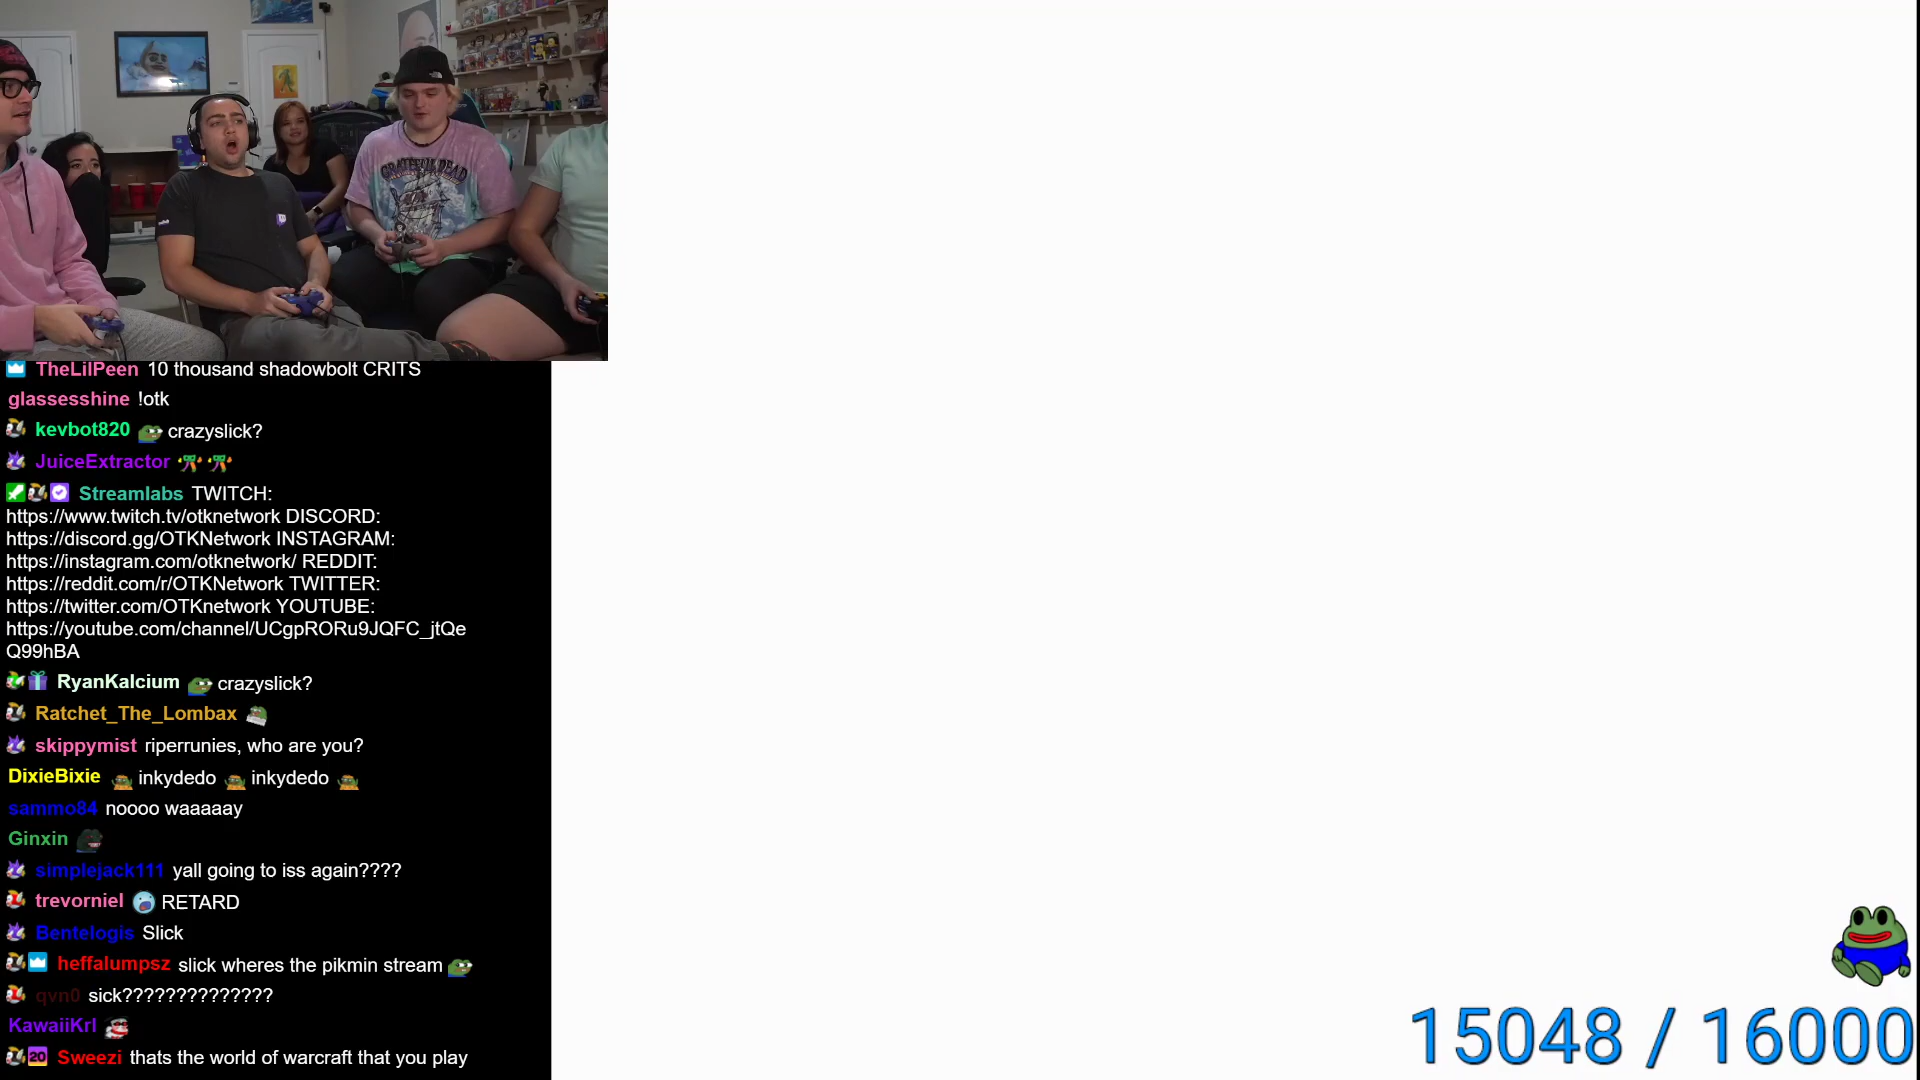 GRATEFUL DEAD
TheLilPeen 10 thousand shadowbolt CRITS
glassesshine !otk
kevbot820 crazyslick?
JuiceExtractor
Streamlabs TWITCH:
https://www.twitch.tv/otknetwork DISCORD:
https://discord.gg/OTKNetwork INSTAGRAM:
https://instagram.com/otknetwork/ REDDIT:
https://reddit.com/r/OTKNetwork TWITTER:
https://twitter.com/OTKnetwork YOUTUBE:
https://youtube.com/channel/UCgpRORu9JQFC_jtQe
Q99hBA
RyanKalcium crazyslick?
Ratchet_The_Lombax
skippymist riperrunies, who are you?
DixieBixie inkydedo inkydedo
sammo84 noooo waaaaay
Ginxin
simplejack111 yall going to iss again????
trevorniel RETARD
Bentelogis Slick
heffalumpsz slick wheres the pikmin stream
qvn0 sick??????????????
KawaiiKrl
20 Sweezi thats the world of warcraft that you play
15048 / 16000